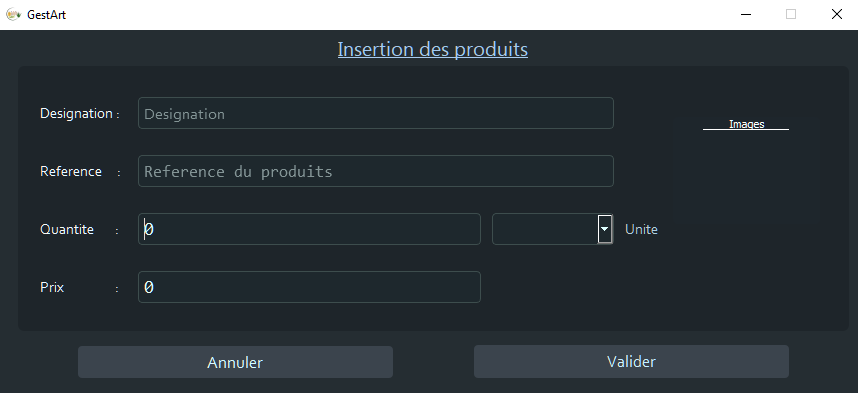 GestArt
Insertion des produits
Designation : Designation
Images
Reference : Reference du produits
Quantite : 0 Unite
Prix : 0
Annuler Valider